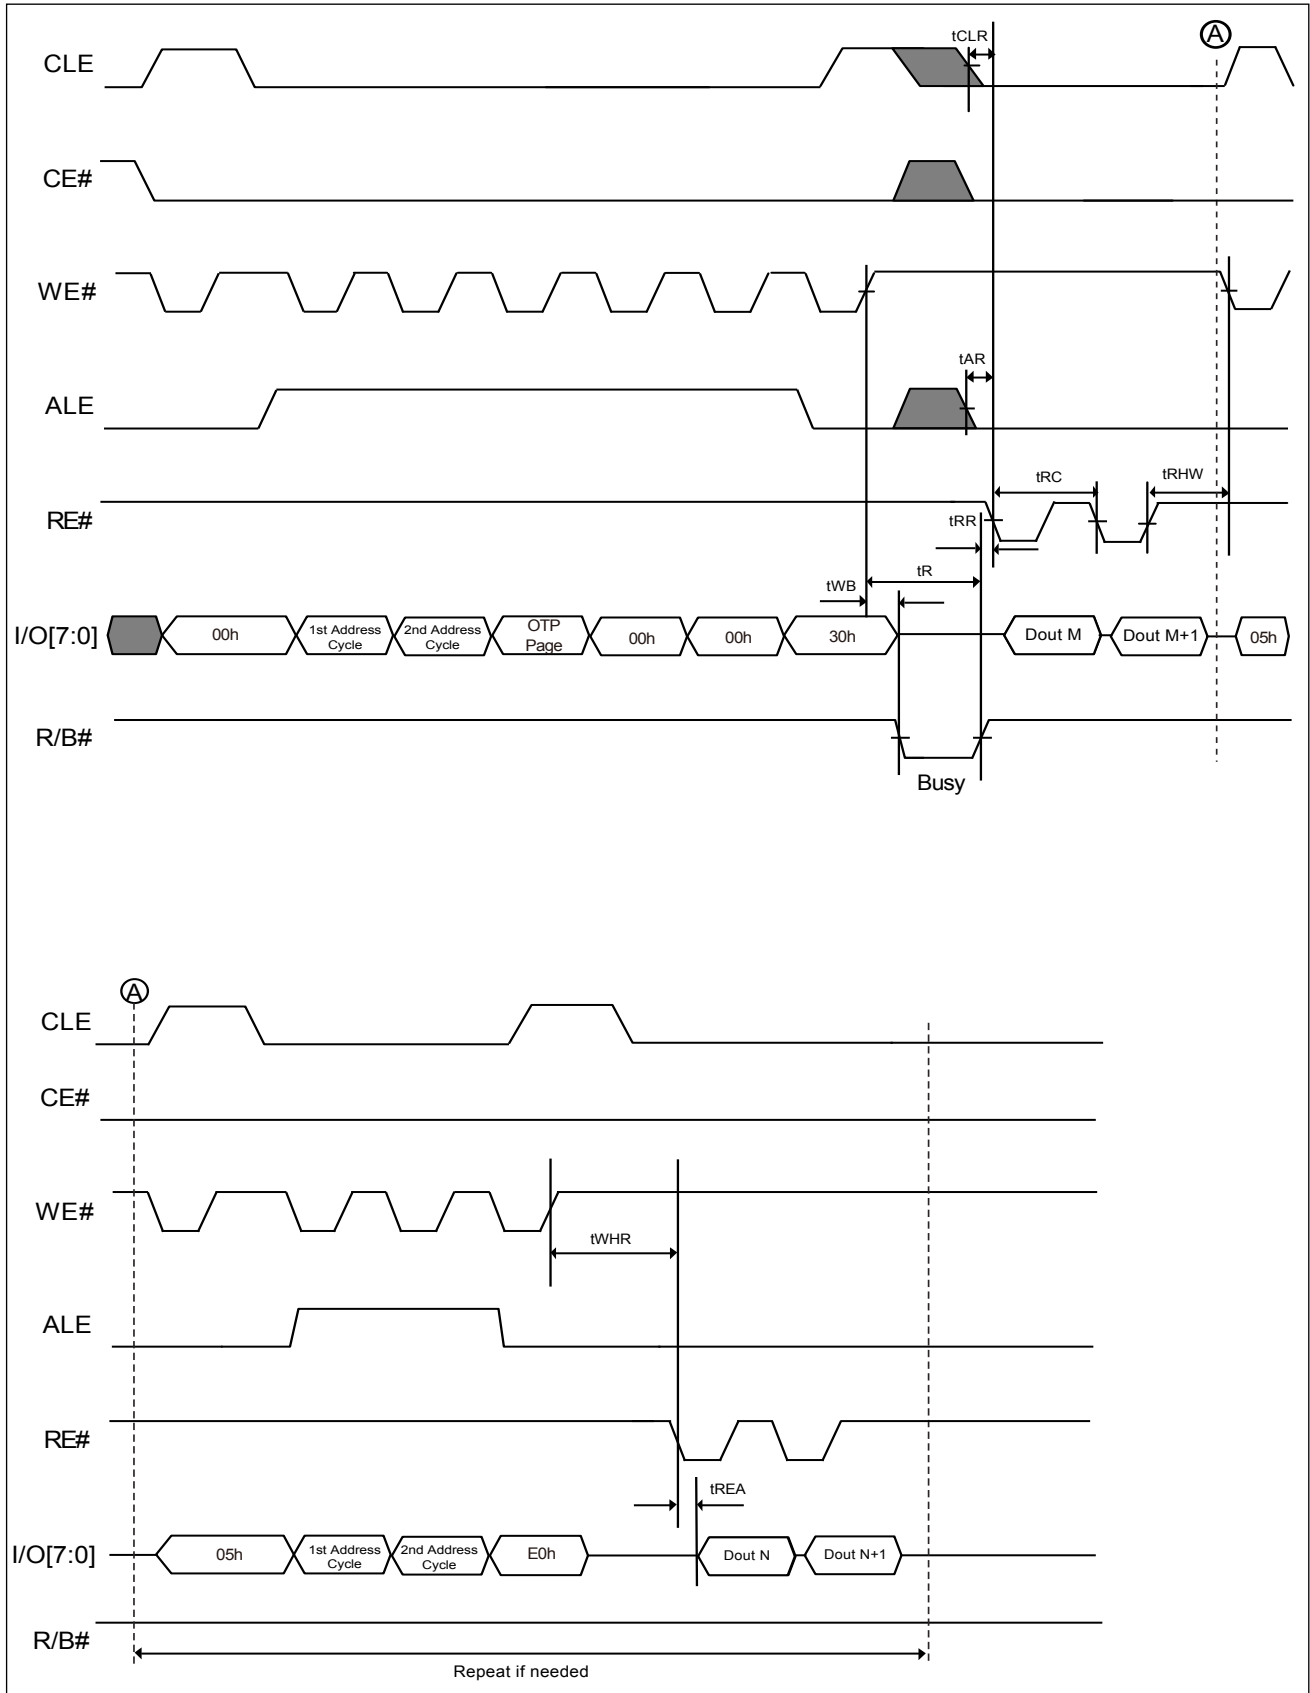 tCLR
A
CLE
CE#
WE#
tAR
ALE
tRC
tRHW
RE#
tRR
tR
tWB
I/O[7:0]
00h
1st Address
Cycle
2nd Address
Cycle
OTP
Page
00h
00h
30h
Dout M
Dout M+1
05h
R/B#
Busy
A
CLE
CE#
WE#
tWHR
ALE
RE#
tREA
I/O[7:0]
05h
1st Address
Cycle
2nd Address
Cycle
E0h
Dout N
Dout N+1
R/B#
Repeat if needed